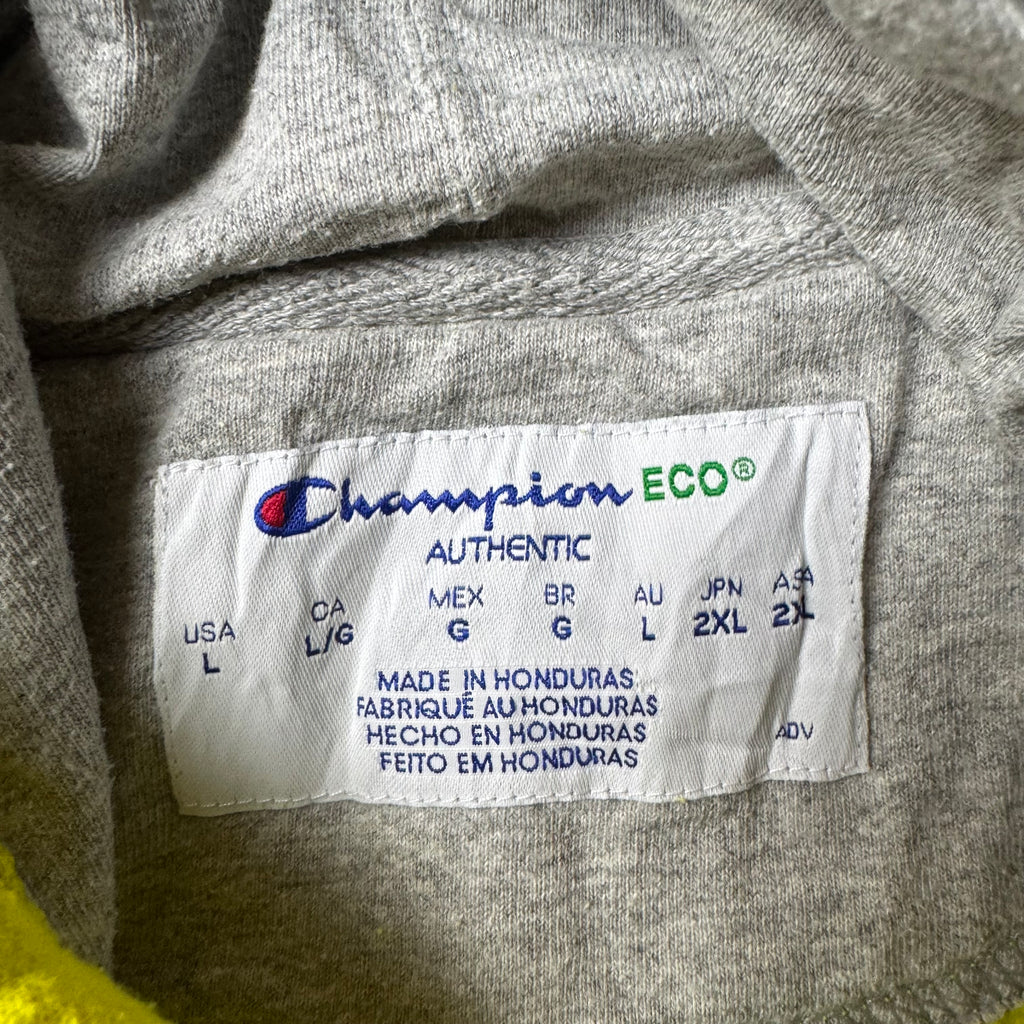 Champion ECO®
AUTHENTIC
USA CA MEX BR AU JPN ASA
L L/G G G L 2XL 2XL
MADE IN HONDURAS
FABRIQUÉ AU HONDURAS
HECHO EN HONDURAS
FEITO EM HONDURAS
ADV